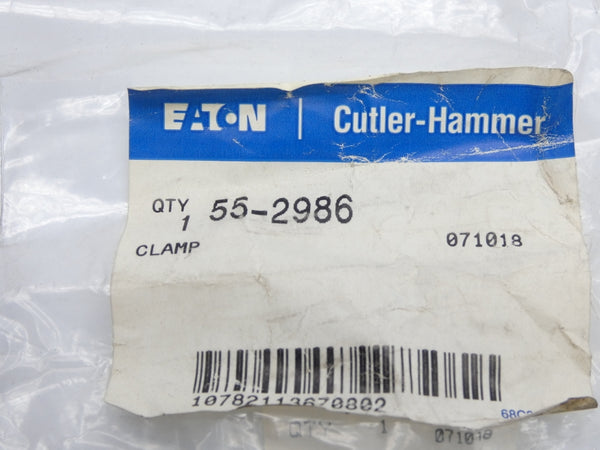 EATON | Cutler-Hammer
QTY 55-2986
1
CLAMP 071018
10782113670802
QTY 1 071018